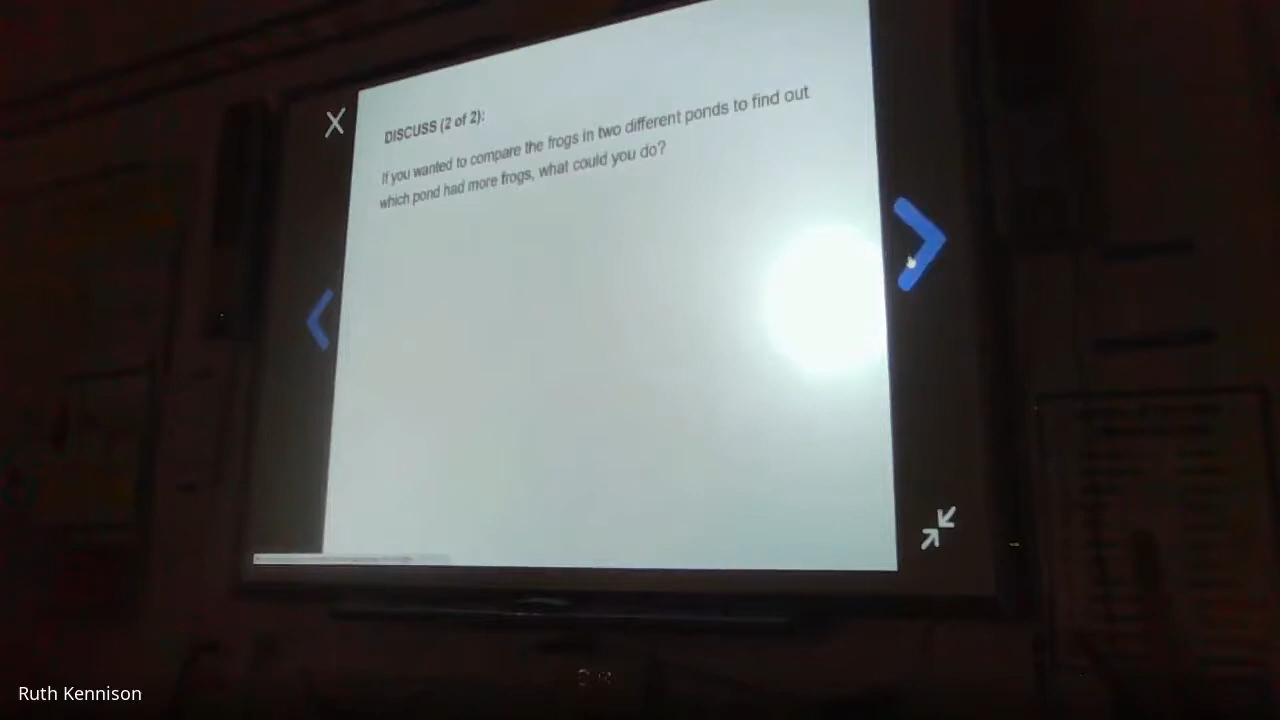 DISCUSS (2 of 2):
If you wanted to compare the frogs in two different ponds to find out
which pond had more frogs, what could you do?
Ruth Kennison